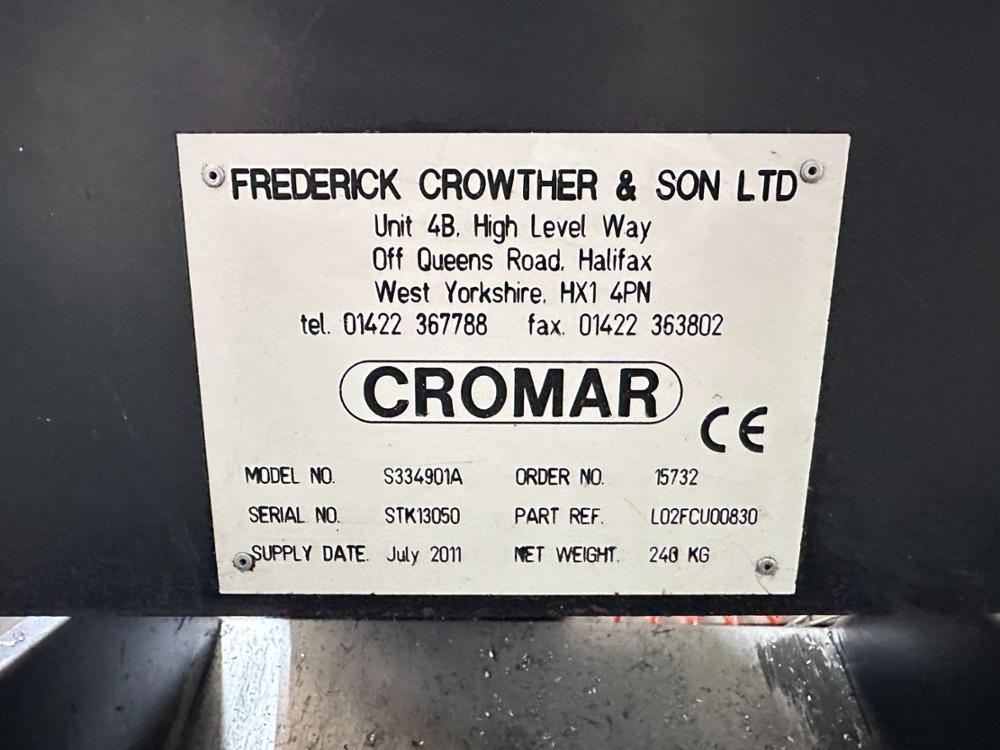 FREDERICK CROWTHER & SON LTD
Unit 4B, High Level Way
Off Queens Road, Halifax
West Yorkshire, HX1 4PN
tel. 01422 367788 fax. 01422 363802
CROMAR
CE
MODEL NO. S334901A ORDER NO. 15732
SERIAL NO. STK13050 PART REF. L02FCU00830
SUPPLY DATE. July 2011 NET WEIGHT. 240 KG